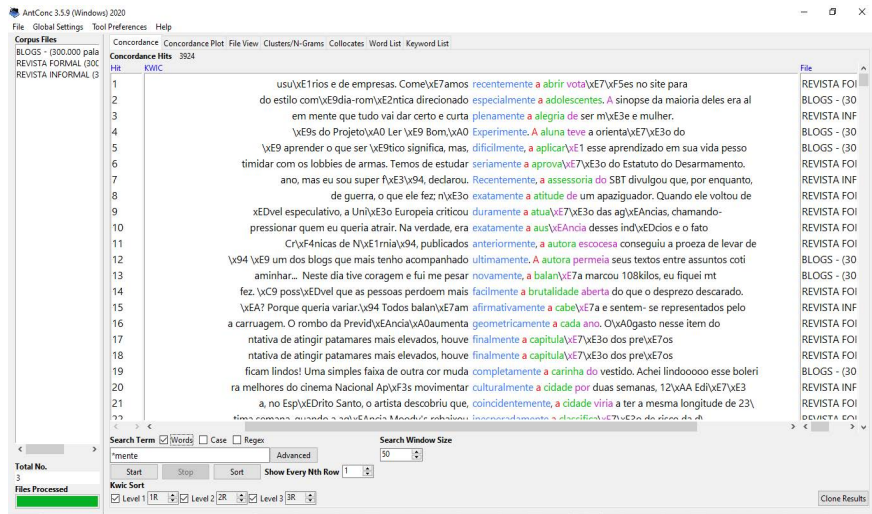 AntConc 3.5.9 (Windows) 2020
File Global Settings Tool Preferences Help
Corpus Files
BLOGS - (300.000 pala
REVISTA FORMAL (300
REVISTA INFORMAL (3
Concordance Concordance Plot File View Clusters/N-Grams Collocates Word List Keyword List
Concordance Hits 3924
Hit KWIC File
1 usu\xE1rios e de empresas. Come\xE7amos recentemente a abrir vota\xE7\xF5es no site para REVISTA FOI
2 do estilo com\xE9dia-rom\xE2ntica direcionado especialmente a adolescentes. A sinopse da maioria deles era al BLOGS - (30
3 em mente que tudo vai dar certo e curta plenamente a alegria de ser m\xE3e e mulher. REVISTA INF
4 \xE9s do Projeto\xA0 Ler \xE9 Bom,\xA0 Experimente. A aluna teve a orienta\xE7\xE3o do BLOGS - (30
5 \xE9 aprender o que ser \xE9tico significa, mas, dificilmente, a aplicar\xE1 esse aprendizado em sua vida pesso BLOGS - (30
6 timidar com os lobbies de armas. Temos de estudar seriamente a aprova\xE7\xE3o do Estatuto do Desarmamento. REVISTA FOI
7 ano, mas eu sou super f\xE3\x94, declarou. Recentemente, a assessoria do SBT divulgou que, por enquanto, REVISTA INF
8 de guerra, o que ele fez; n\xE3o exatamente a atitude de um apaziguador. Quando ele voltou de REVISTA FOI
9 xEDvel especulativo, a Uni\xE3o Europeia criticou duramente a atua\xE7\xE3o das ag\xEAncias, chamando- REVISTA FOI
10 pressionar quem eu queria atrair. Na verdade, era exatamente a aus\xEAncia desses ind\xEDcios e o fato REVISTA FOI
11 Cr\xF4nicas de N\xE1rnia\x94, publicados anteriormente, a autora escocesa conseguiu a proeza de levar de REVISTA FOI
12 \x94 \xE9 um dos blogs que mais tenho acompanhado ultimamente. A autora permeia seus textos entre assuntos coti BLOGS - (30
13 aminhar... Neste dia tive coragem e fui me pesar novamente, a balan\xE7a marcou 108kilos, eu fiquei mt BLOGS - (30
14 fez. \xC9 poss\xEDvel que as pessoas perdoem mais facilmente a brutalidade aberta do que o desprezo descarado. REVISTA FOI
15 \xEA? Porque queria variar.\x94 Todos balan\xE7am afirmativamente a cabe\xE7a e sentem- se representados pelo REVISTA INF
16 a carruagem. O rombo da Previd\xEAncia\xA0aumenta geometricamente a cada ano. O\xA0gasto nesse item do REVISTA FOI
17 ntativa de atingir patamares mais elevados, houve finalmente a capitula\xE7\xE3o dos pre\xE7os REVISTA FOI
18 ntativa de atingir patamares mais elevados, houve finalmente a capitula\xE7\xE3o dos pre\xE7os REVISTA FOI
19 ficam lindos! Uma simples faixa de outra cor muda completamente a carinha do vestido. Achei lindooooo esse boleri BLOGS - (30
20 ra melhores do cinema Nacional Ap\xF3s movimentar culturalmente a cidade por duas semanas, 12\xAA Edi\xE7\xE3 REVISTA INF
21 a, no Esp\xEDrito Santo, o artista descobriu que, coincidentemente, a cidade viria a ter a mesma longitude de 23\ REVISTA FOI
22 tima semana, quando a ag\xEAncia Moody's rebaixou inesperadamente a classifica\xE7\xE3o de risco da d\ REVISTA FOI
Search Term Words Case Regex Search Window Size
*mente Advanced 50
Start Stop Sort Show Every Nth Row 1
Total No.
3
Files Processed
Kwic Sort
Level 1 1R Level 2 2R Level 3 3R Clone Results